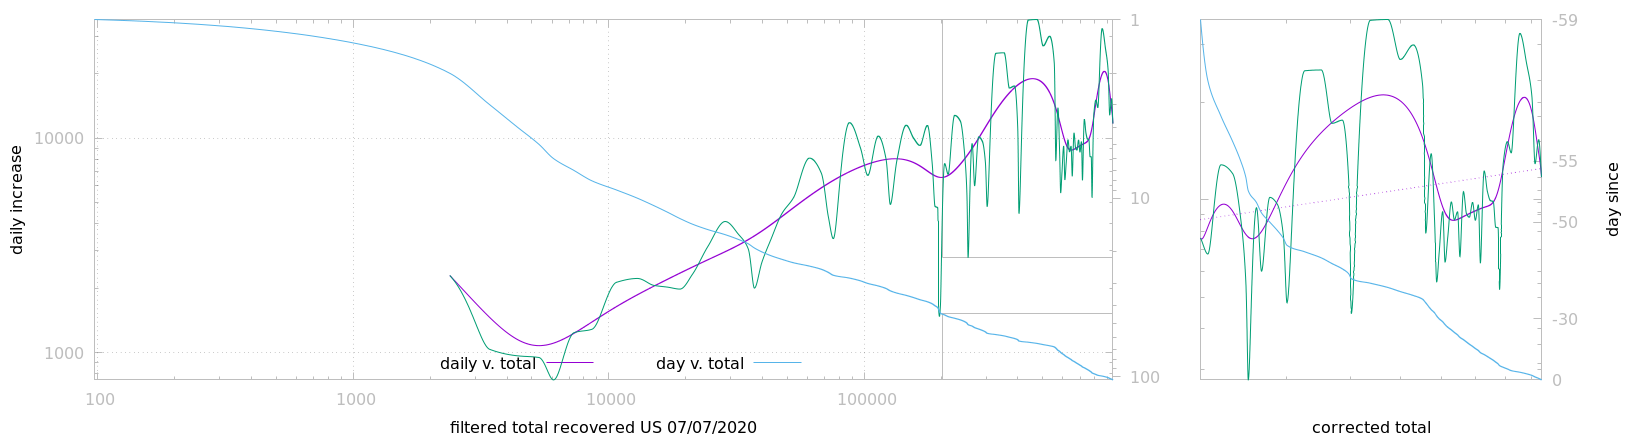 daily increase
10000
1000
100
1000
10000
100000
1
10
100
daily v. total
day v. total
filtered total recovered US 07/07/2020
-59
-55
-50
-30
0
day since
corrected total